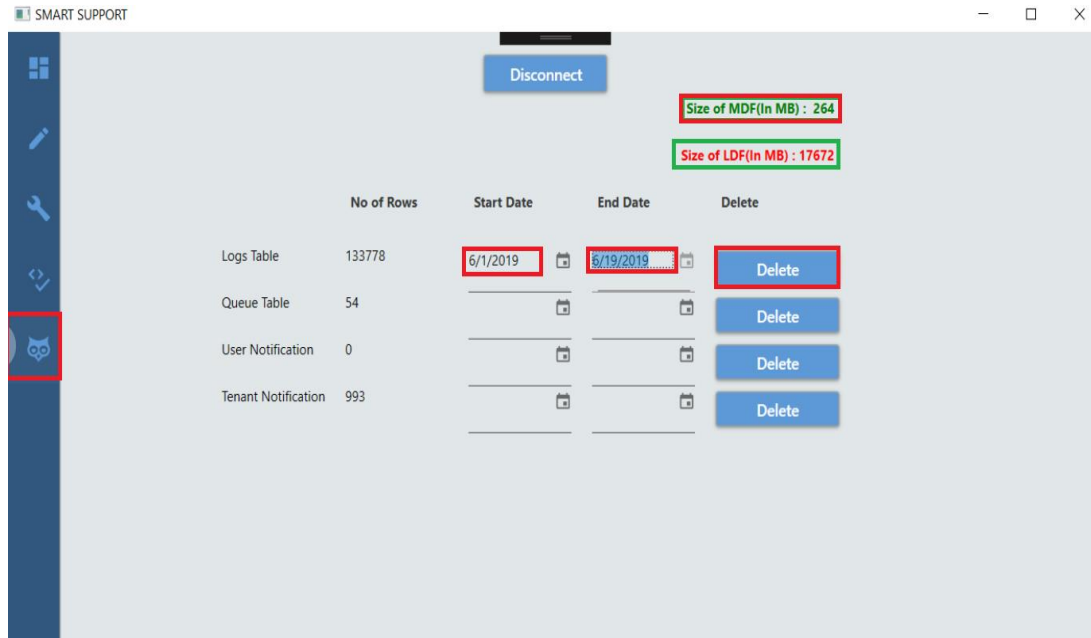 SMART SUPPORT
Disconnect
Size of MDF(In MB) : 264
Size of LDF(In MB) : 17672
No of Rows Start Date End Date Delete
Logs Table 133778 6/1/2019 6/19/2019 Delete
Queue Table 54 Delete
User Notification 0 Delete
Tenant Notification 993 Delete